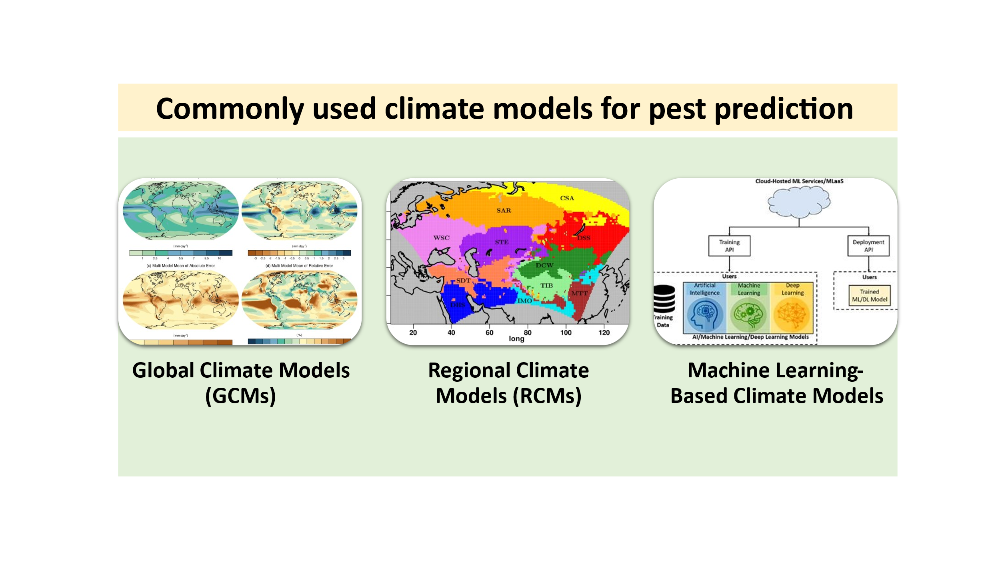 Commonly used climate models for pest prediction
(mm day⁻¹)
1 2.5 4 5.5 7 8.5 10
(mm day⁻¹)
-3 -2.5 -2 -1.5 -1 -0.5 0 0.5 1 1.5 2 2.5 3
(c) Multi Model Mean of Absolute Error
(d) Multi Model Mean of Relative Error
(mm day⁻¹)
(%)
CSA
SAR
WSC
STE
DSS
DCW
SDT
TIB
MTT
IMO
DHS
20 40 60 80 100 120
long
Cloud-Hosted ML Services/MLaaS
Training
API
Deployment
API
Users
Artificial
Intelligence
Machine
Learning
Deep
Learning
Training
Data
AI/Machine Learning/Deep Learning Models
Users
Trained
ML/DL Model
Global Climate Models
(GCMs)
Regional Climate
Models (RCMs)
Machine Learning-
Based Climate Models